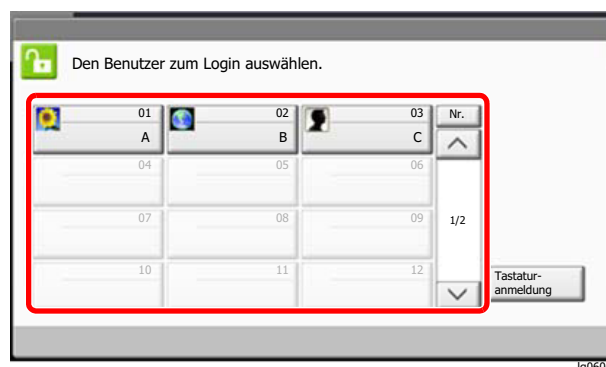 Den Benutzer zum Login auswählen.
01 02 03 Nr.
A B C
04 05 06
07 08 09 1/2
10 11 12
Tastatur-
anmeldung